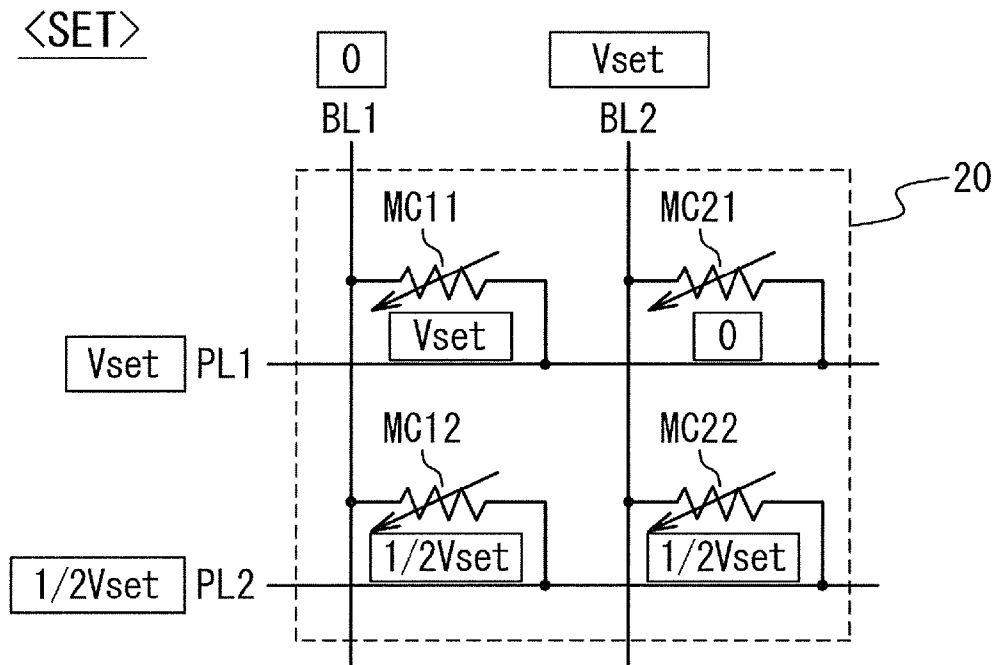 <SET>
0 Vset
BL1 BL2
20
MC11 MC21
Vset 0
Vset PL1
MC12 MC22
1/2Vset 1/2Vset
1/2Vset PL2